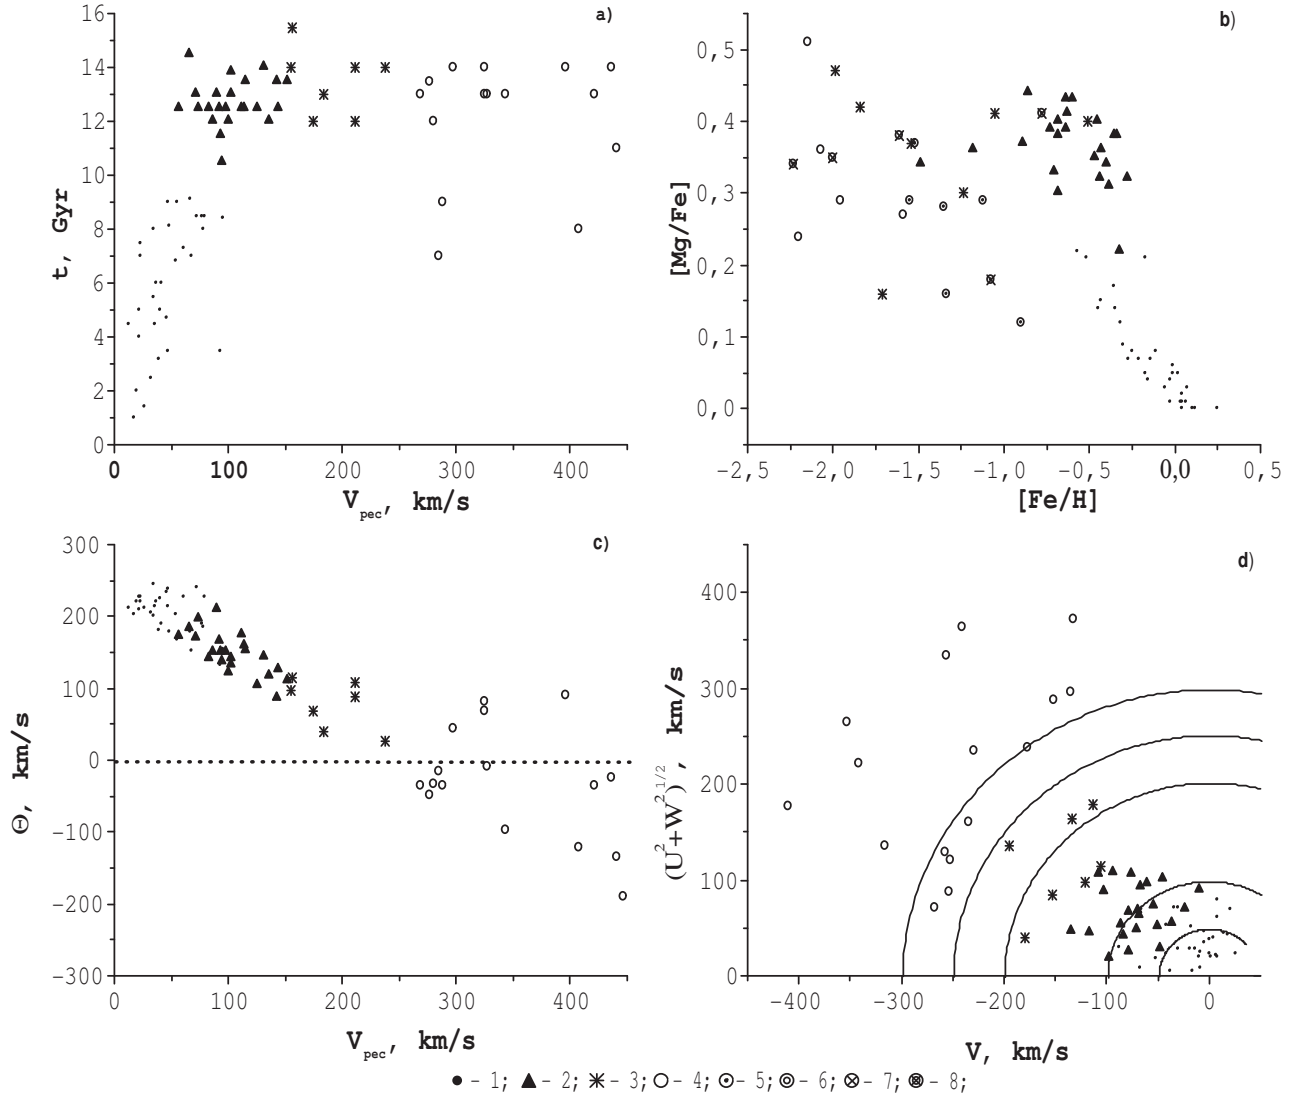 a)
16
14
12
10
8
6
4
2
0
t, Gyr
0 100 200 300 400
V_pec, km/s
b)
0,5
0,4
0,3
0,2
0,1
0,0
[Mg/Fe]
-2,5 -2,0 -1,5 -1,0 -0,5 0,0 0,5
[Fe/H]
c)
300
200
100
0
-100
-200
-300
Θ, km/s
0 100 200 300 400
V_pec, km/s
d)
400
300
200
100
0
(U²+W²)^1/2, km/s
-400 -300 -200 -100 0
V, km/s
- 1; - 2; - 3; - 4; - 5; - 6; - 7; - 8;